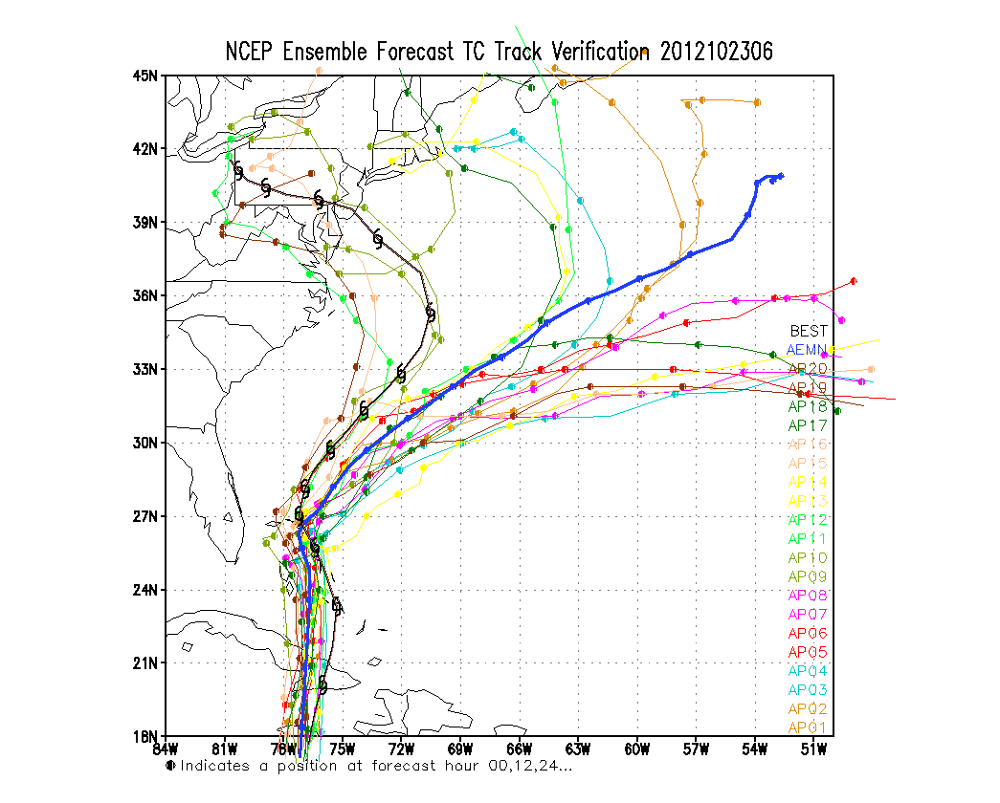 NCEP Ensemble Forecast TC Track Verification 2012102306
45N
42N
39N
36N
33N
30N
27N
24N
21N
18N
BEST
AEMN
AP20
AP19
AP18
AP17
AP16
AP15
AP14
AP13
AP12
AP11
AP10
AP09
AP08
AP07
AP06
AP05
AP04
AP03
AP02
AP01
84W 81W 78W 75W 72W 69W 66W 63W 60W 57W 54W 51W
Indicates a position at forecast hour 00,12,24...